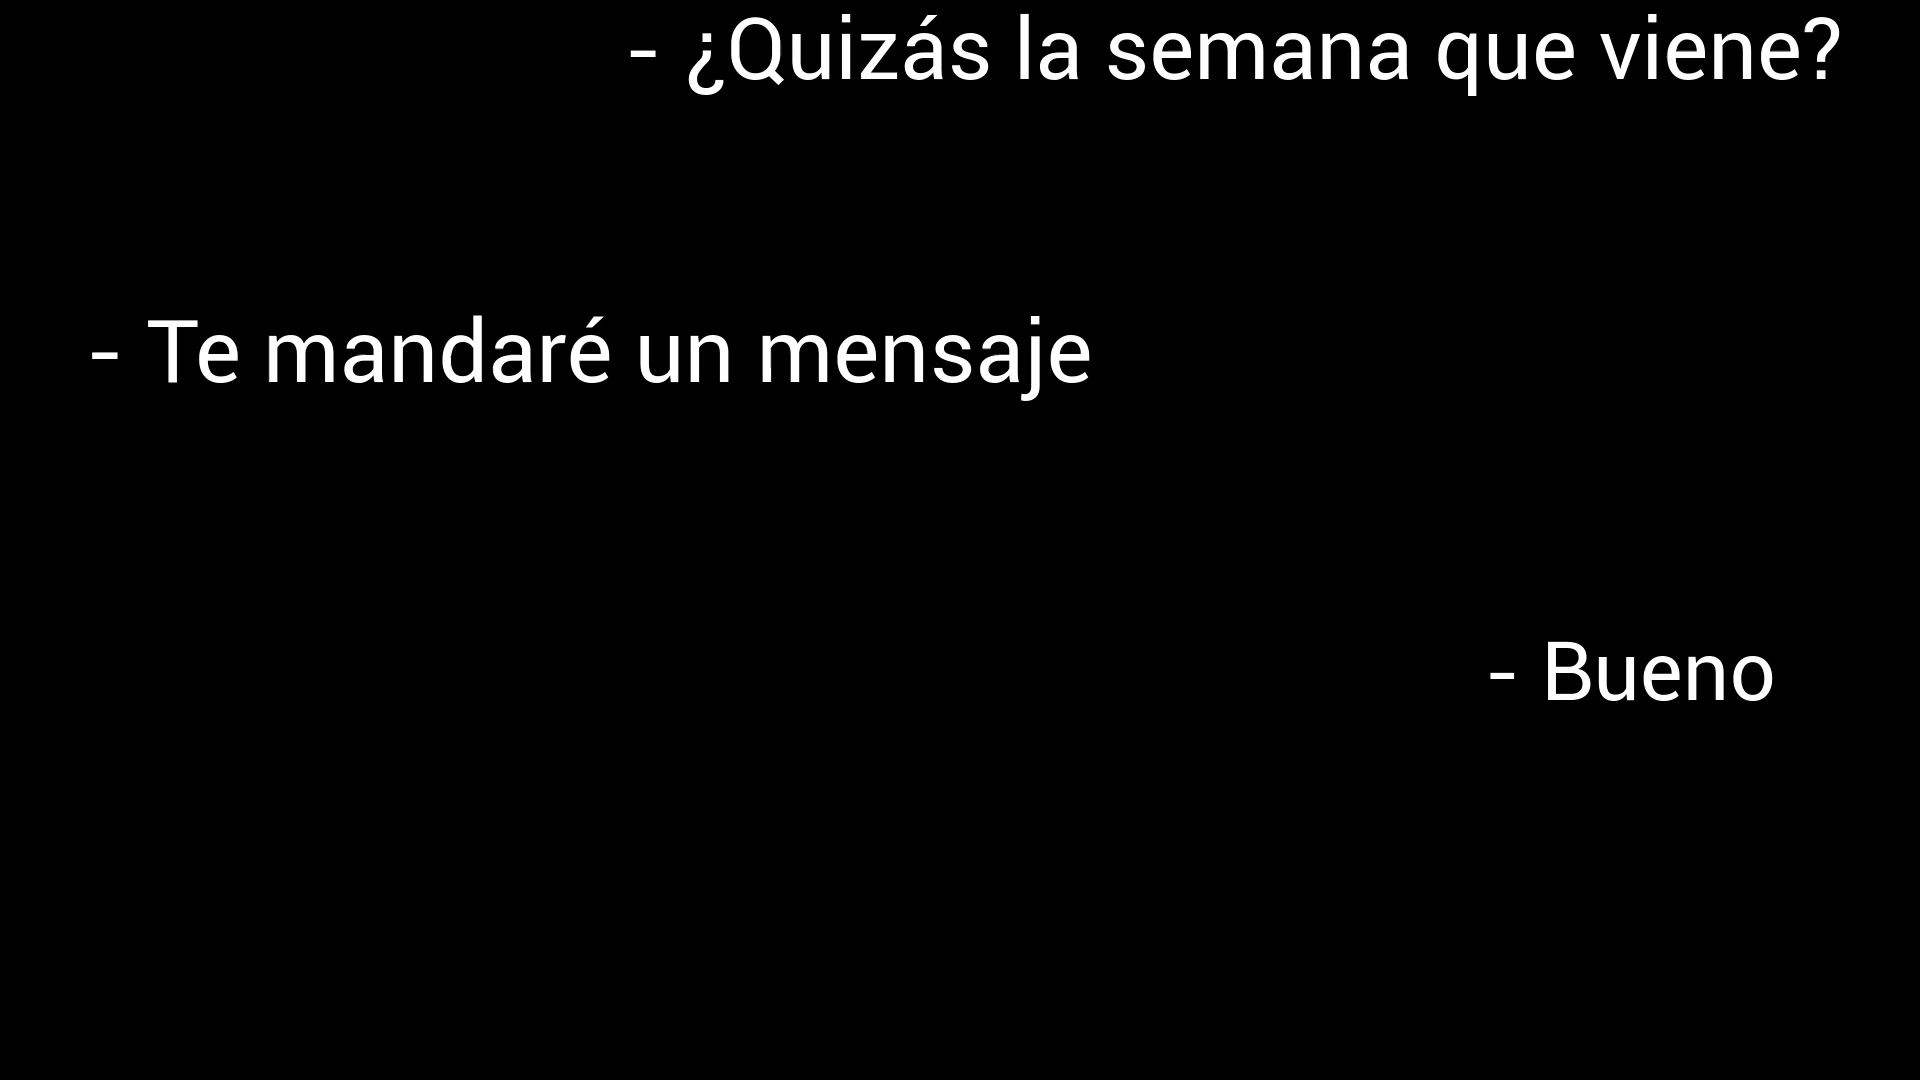 - ¿Quizás la semana que viene?
- Te mandaré un mensaje
- Bueno